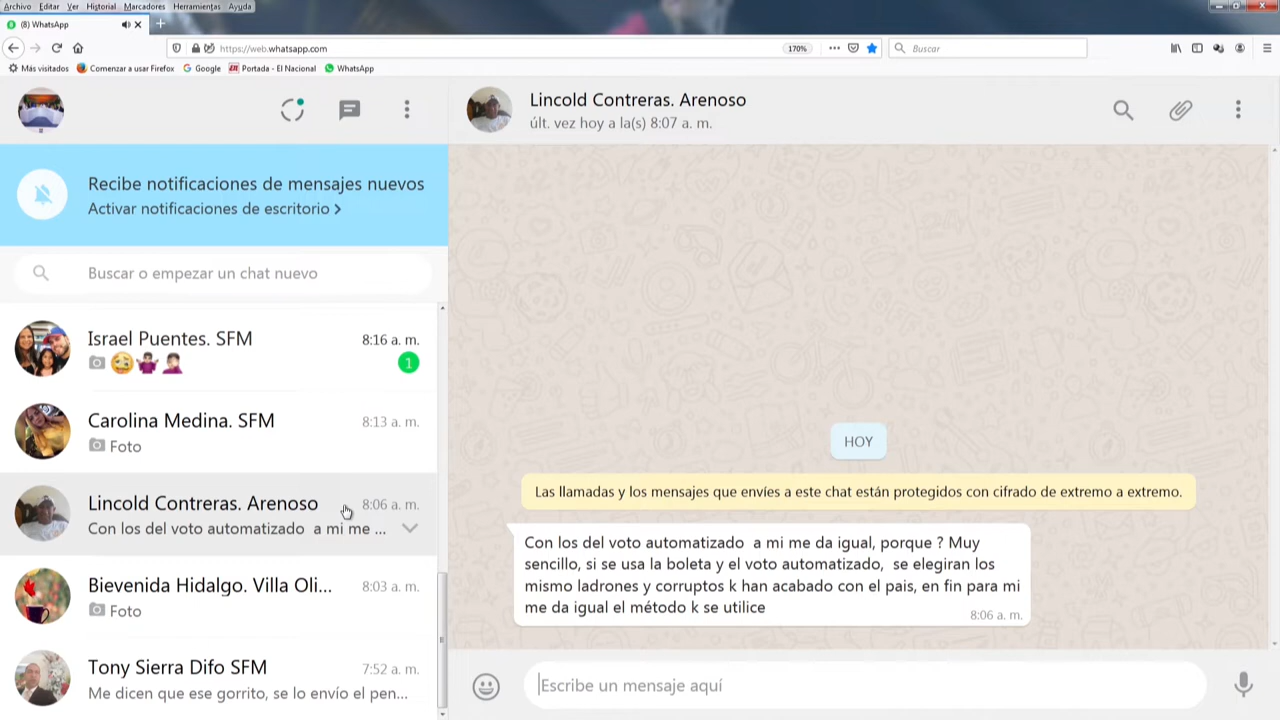 Archivo Editar Ver Historial Marcadores Herramientas Ayuda
(8) WhatsApp
https://web.whatsapp.com
170%
Buscar
Más visitados Comenzar a usar Firefox Google Portada - El Nacional WhatsApp
Recibe notificaciones de mensajes nuevos
Activar notificaciones de escritorio >
Buscar o empezar un chat nuevo
Israel Puentes. SFM 8:16 a. m.
1
Carolina Medina. SFM 8:13 a. m.
Foto
Lincold Contreras. Arenoso 8:06 a. m.
Con los del voto automatizado a mi me ...
Bievenida Hidalgo. Villa Oli... 8:03 a. m.
Foto
Tony Sierra Difo SFM 7:52 a. m.
Me dicen que ese gorrito, se lo envío el pen...
Lincold Contreras. Arenoso
últ. vez hoy a la(s) 8:07 a. m.
HOY
Las llamadas y los mensajes que envíes a este chat están protegidos con cifrado de extremo a extremo.
Con los del voto automatizado a mi me da igual, porque ? Muy
sencillo, si se usa la boleta y el voto automatizado, se elegiran los
mismo ladrones y corruptos k han acabado con el pais, en fin para mi
me da igual el método k se utilice
8:06 a. m.
Escribe un mensaje aquí